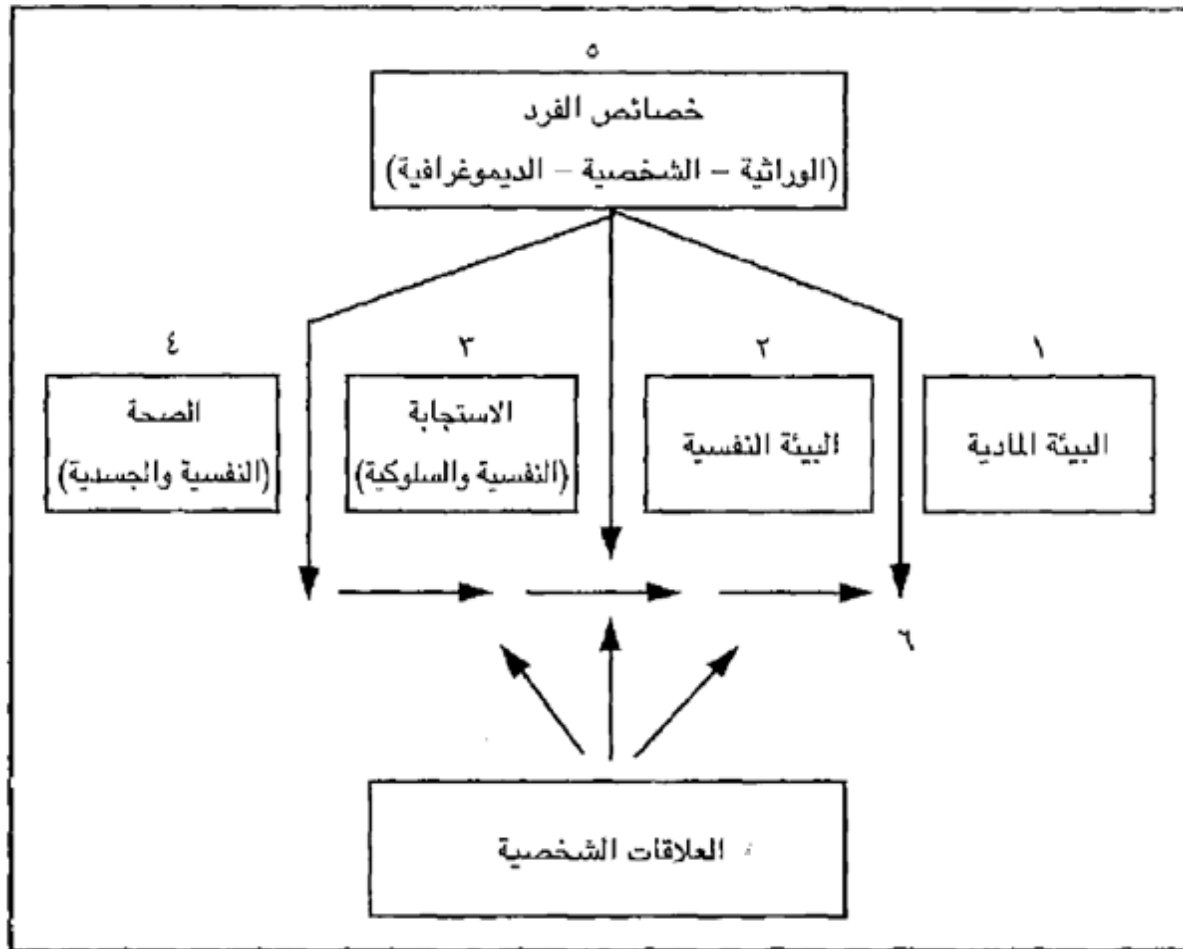 ٥
خصائص الفرد
(الوراثية – الشخصية – الديموغرافية)
١
البيئة المادية
٢
البيئة النفسية
٣
الاستجابة
(النفسية والسلوكية)
٤
الصحة
(النفسية والجسدية)
٦
العلاقات الشخصية